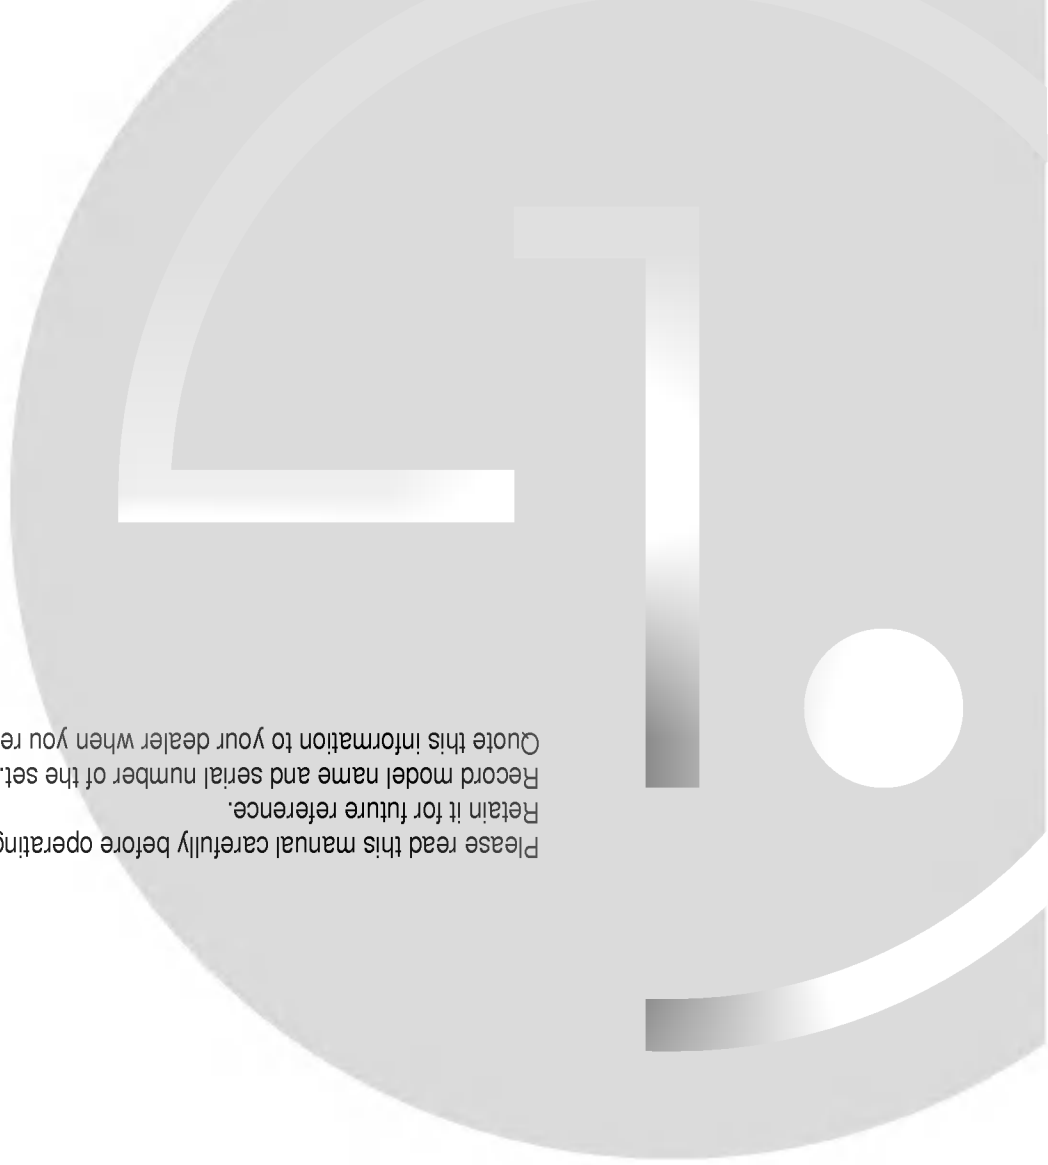 Please read this manual carefully before operating
Retain it for future reference.
Record model name and serial number of the set.
Quote this information to your dealer when you re